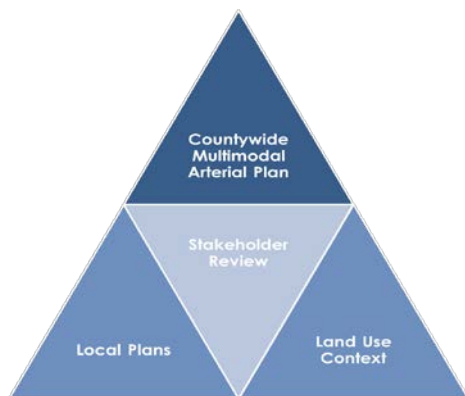 Countywide
Multimodal
Arterial Plan
Stakeholder
Review
Local Plans
Land Use
Context